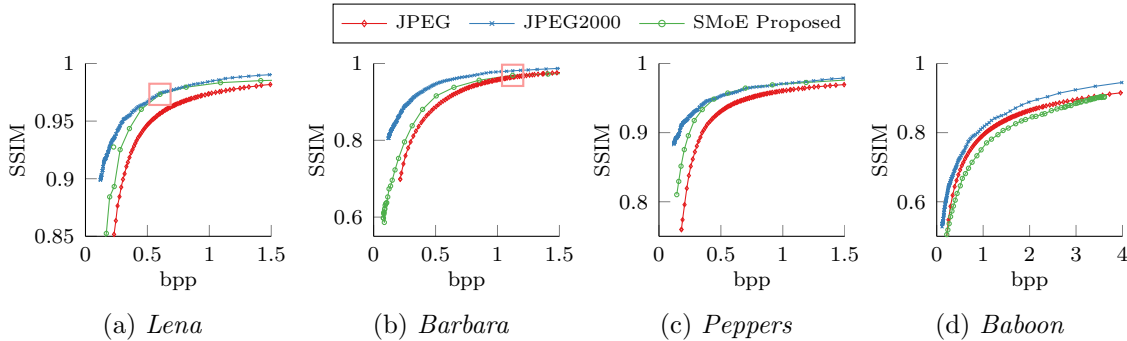 JPEG JPEG2000 SMoE Proposed
SSIM
1
0.95
0.9
0.85
0 0.5 1 1.5
bpp
(a) Lena
SSIM
1
0.8
0.6
0 0.5 1 1.5
bpp
(b) Barbara
SSIM
1
0.9
0.8
0 0.5 1 1.5
bpp
(c) Peppers
SSIM
1
0.8
0.6
0 1 2 3 4
bpp
(d) Baboon